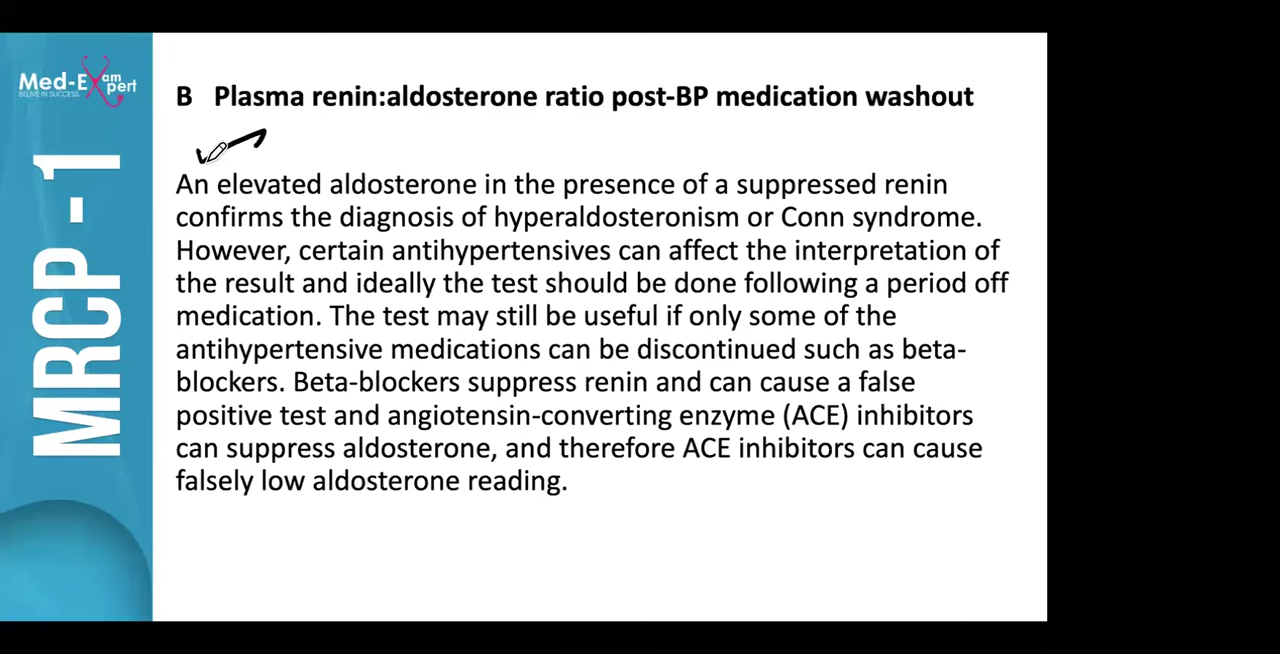 Med-Exam
pert
BELIVE IN SUCCESS
MRCP - 1
B Plasma renin:aldosterone ratio post-BP medication washout
An elevated aldosterone in the presence of a suppressed renin
confirms the diagnosis of hyperaldosteronism or Conn syndrome.
However, certain antihypertensives can affect the interpretation of
the result and ideally the test should be done following a period off
medication. The test may still be useful if only some of the
antihypertensive medications can be discontinued such as beta-
blockers. Beta-blockers suppress renin and can cause a false
positive test and angiotensin-converting enzyme (ACE) inhibitors
can suppress aldosterone, and therefore ACE inhibitors can cause
falsely low aldosterone reading.